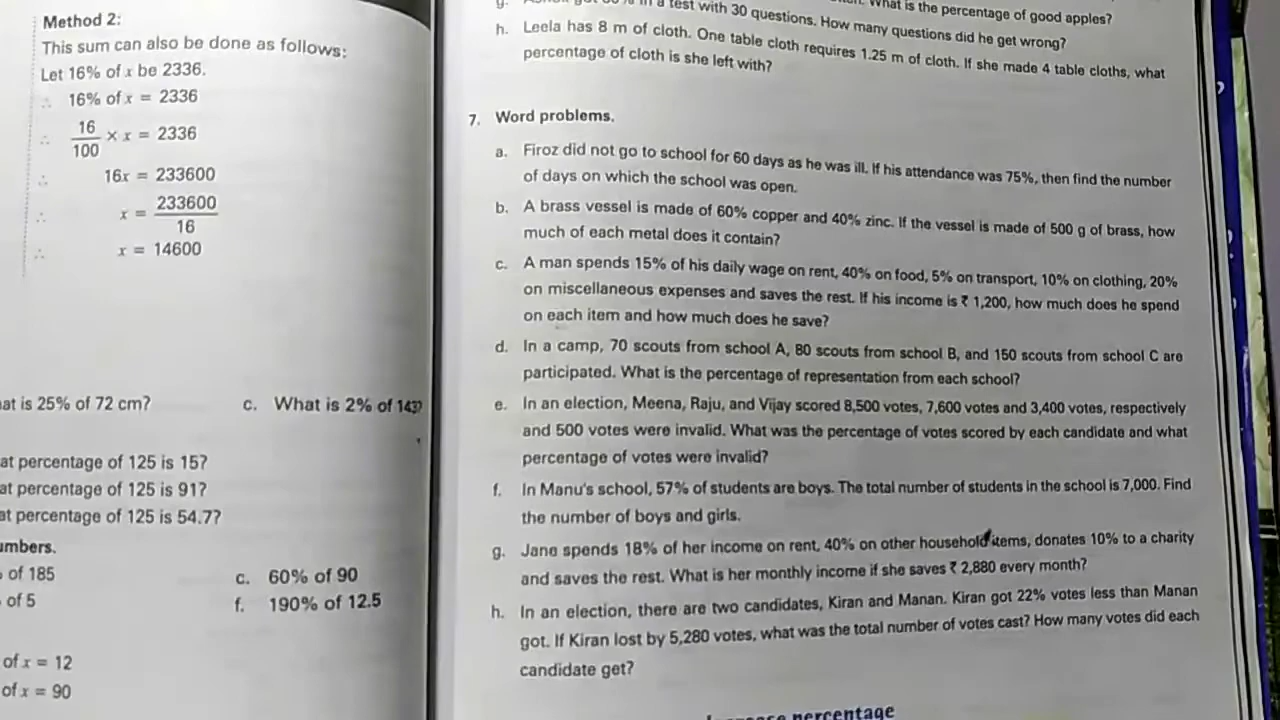 Method 2:
This sum can also be done as follows:
Let 16% of x be 2336.
∴ 16% of x = 2336
∴ 16/100 × x = 2336
∴ 16x = 233600
∴ x = 233600/16
∴ x = 14600
at is 25% of 72 cm? c. What is 2% of 143?
at percentage of 125 is 15?
at percentage of 125 is 91?
at percentage of 125 is 54.7?
umbers.
of 185 c. 60% of 90
of 5 f. 190% of 12.5
of x = 12
of x = 90
g. in a test with 30 questions. How many questions did he get wrong?
What is the percentage of good apples?
h. Leela has 8 m of cloth. One table cloth requires 1.25 m of cloth. If she made 4 table cloths, what
percentage of cloth is she left with?
7. Word problems.
a. Firoz did not go to school for 60 days as he was ill. If his attendance was 75%, then find the number
of days on which the school was open.
b. A brass vessel is made of 60% copper and 40% zinc. If the vessel is made of 500 g of brass, how
much of each metal does it contain?
c. A man spends 15% of his daily wage on rent, 40% on food, 5% on transport, 10% on clothing, 20%
on miscellaneous expenses and saves the rest. If his income is ₹ 1,200, how much does he spend
on each item and how much does he save?
d. In a camp, 70 scouts from school A, 80 scouts from school B, and 150 scouts from school C are
participated. What is the percentage of representation from each school?
e. In an election, Meena, Raju, and Vijay scored 8,500 votes, 7,600 votes and 3,400 votes, respectively
and 500 votes were invalid. What was the percentage of votes scored by each candidate and what
percentage of votes were invalid?
f. In Manu's school, 57% of students are boys. The total number of students in the school is 7,000. Find
the number of boys and girls.
g. Jane spends 18% of her income on rent, 40% on other household items, donates 10% to a charity
and saves the rest. What is her monthly income if she saves ₹ 2,880 every month?
h. In an election, there are two candidates, Kiran and Manan. Kiran got 22% votes less than Manan
got. If Kiran lost by 5,280 votes, what was the total number of votes cast? How many votes did each
candidate get?
percentage